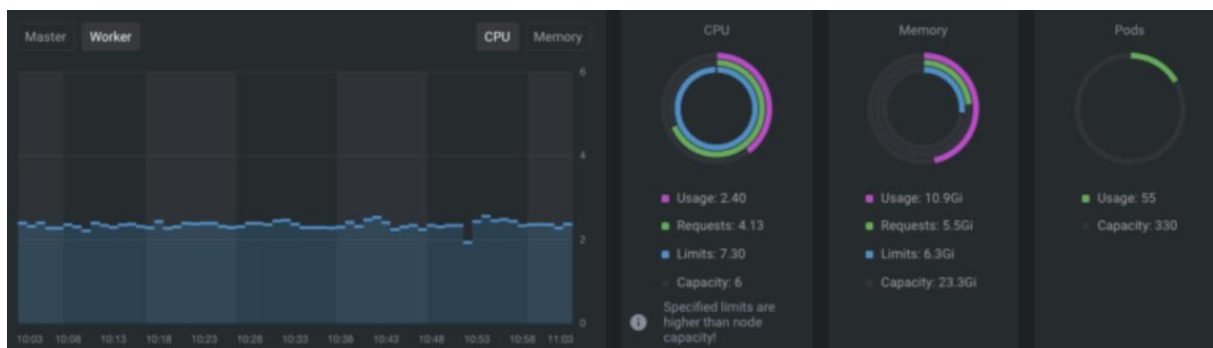 Master Worker CPU Memory
6
4
2
0
10:03 10:08 10:13 10:18 10:23 10:28 10:33 10:38 10:43 10:48 10:53 10:58 11:03
CPU
Usage: 2.40
Requests: 4.13
Limits: 7.30
Capacity: 6
Specified limits are
higher than node
capacity!
Memory
Usage: 10.9Gi
Requests: 5.5Gi
Limits: 6.3Gi
Capacity: 23.3Gi
Pods
Usage: 55
Capacity: 330